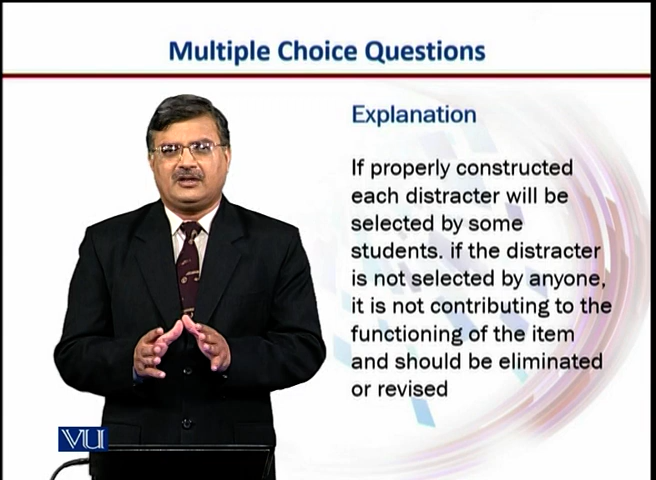 Multiple Choice Questions
Explanation
If properly constructed
each distracter will be
selected by some
students. if the distracter
is not selected by anyone,
it is not contributing to the
functioning of the item
and should be eliminated
or revised
VU